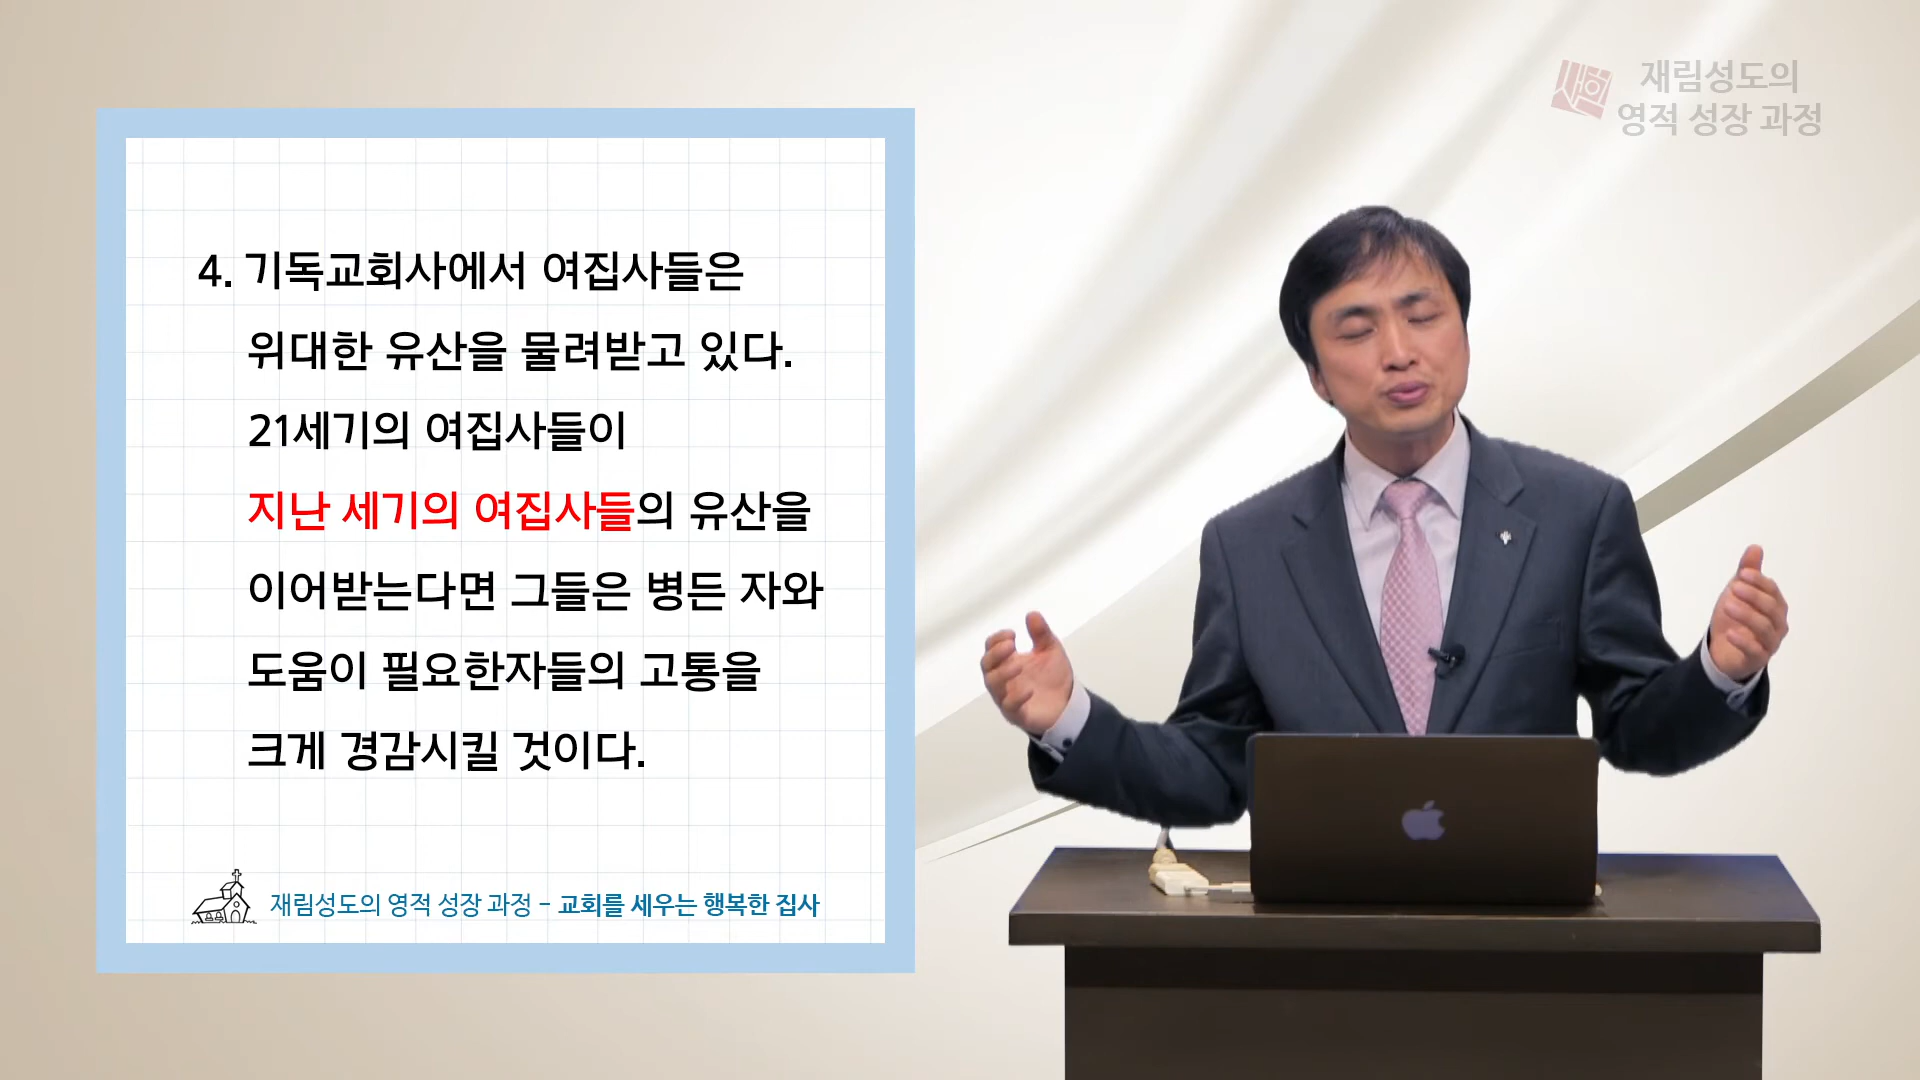 재림성도의
영적 성장 과정
4. 기독교회사에서 여집사들은
위대한 유산을 물려받고 있다.
21세기의 여집사들이
지난 세기의 여집사들의 유산을
이어받는다면 그들은 병든 자와
도움이 필요한자들의 고통을
크게 경감시킬 것이다.
재림성도의 영적 성장 과정 - 교회를 세우는 행복한 집사